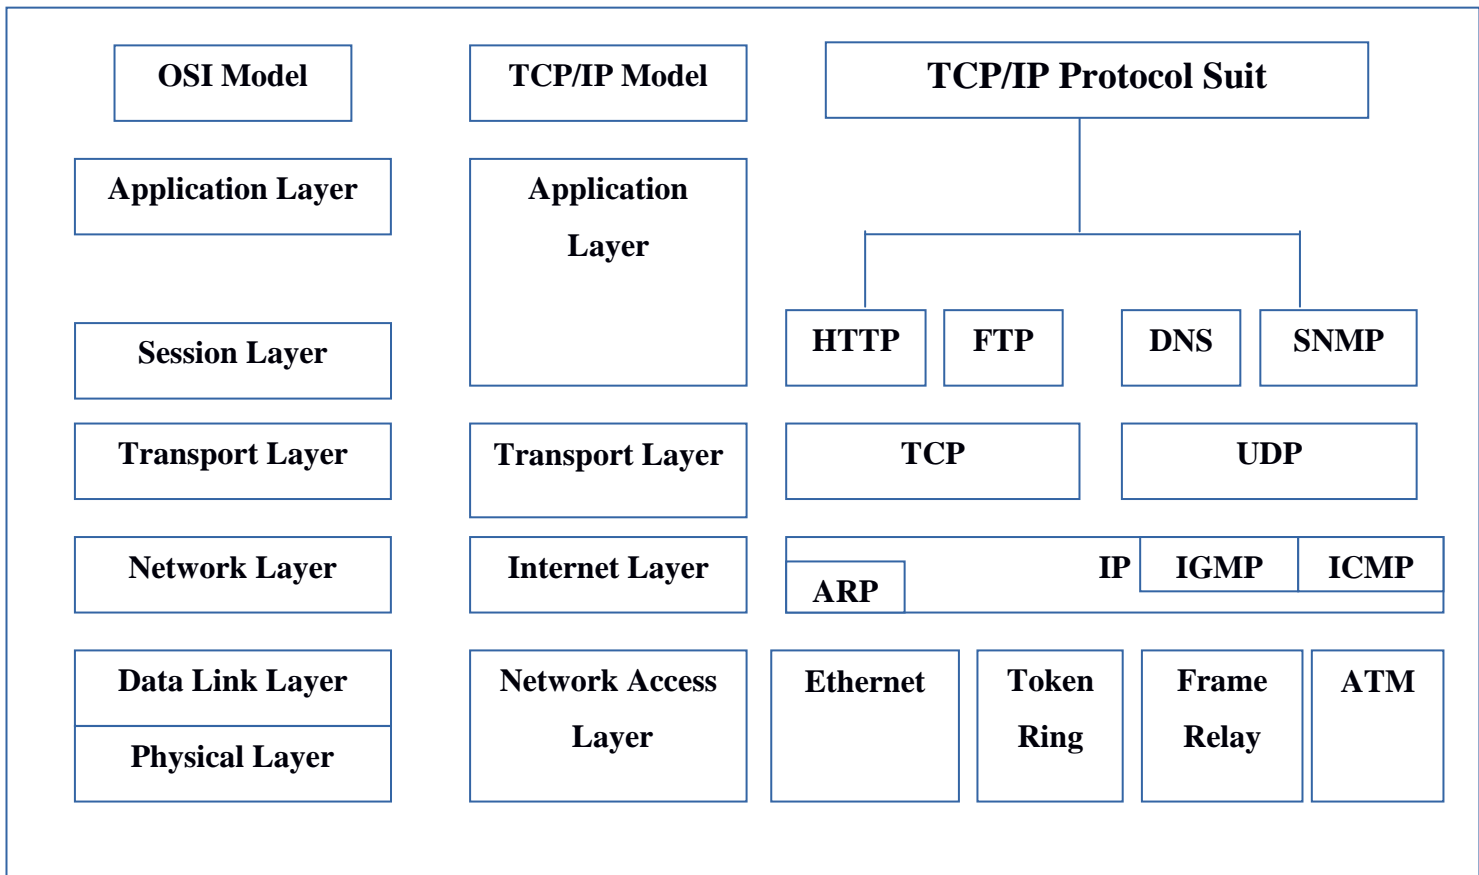 OSI Model
TCP/IP Model
TCP/IP Protocol Suit
Application Layer
Application
Layer
Session Layer
HTTP
FTP
DNS
SNMP
Transport Layer
Transport Layer
TCP
UDP
Network Layer
Internet Layer
IP
IGMP
ICMP
ARP
Data Link Layer
Network Access
Layer
Ethernet
Token
Ring
Frame
Relay
ATM
Physical Layer